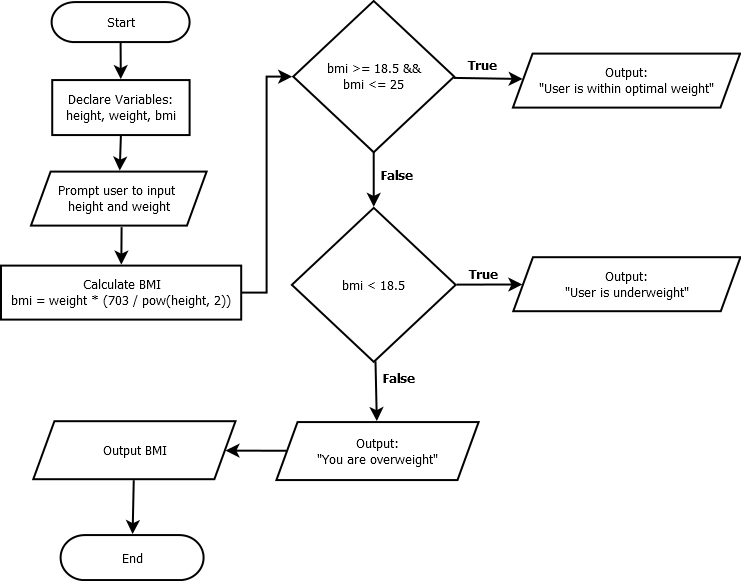 Start
Declare Variables:
height, weight, bmi
Prompt user to input
height and weight
Calculate BMI
bmi = weight * (703 / pow(height, 2))
bmi >= 18.5 &&
bmi <= 25
True
Output:
"User is within optimal weight"
False
bmi < 18.5
True
Output:
"User is underweight"
False
Output:
"You are overweight"
Output BMI
End